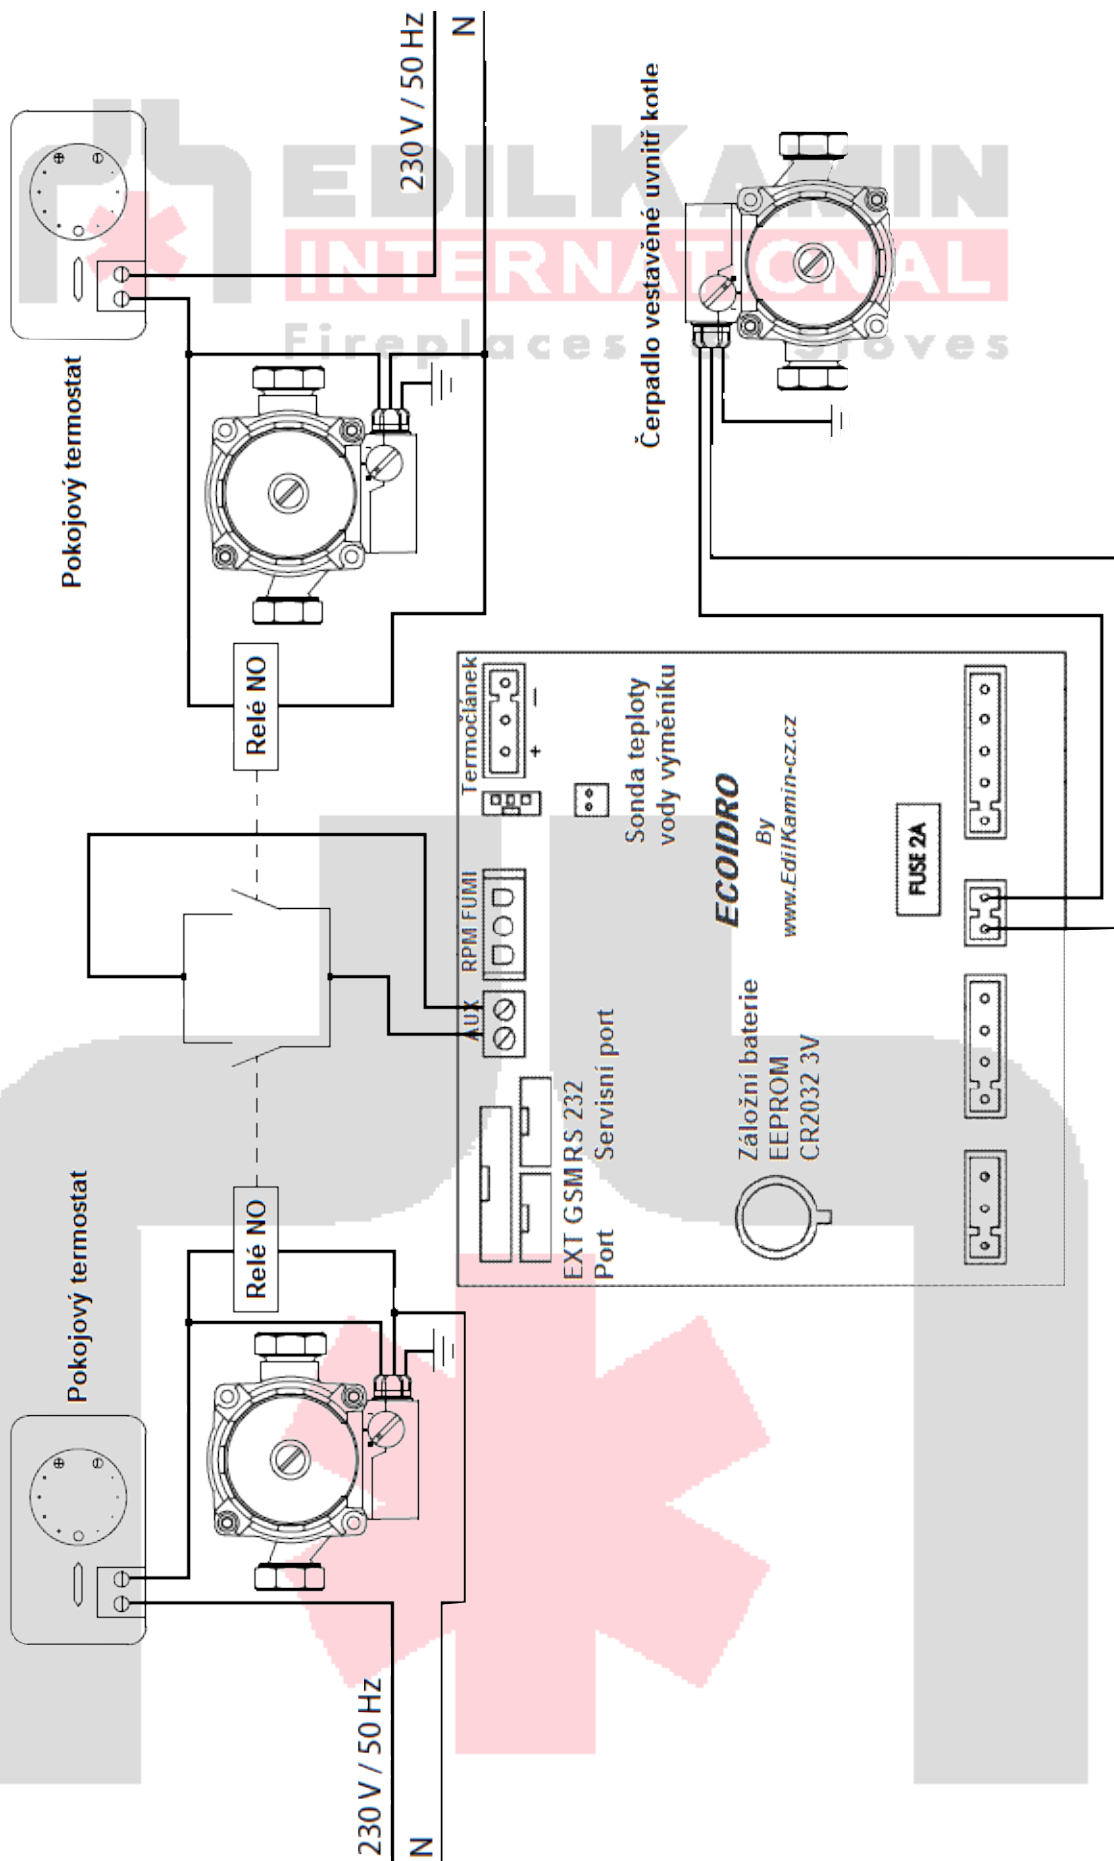 Pokojový termostat
230 V / 50 Hz
N
Relé NO
Pokojový termostat
230 V / 50 Hz
N
Relé NO
EDILKAMIN
INTERNATIONAL
Fireplaces & Stoves
Čerpadlo vestavěné uvnitř kotle
AUX
RPM FUMI
Termočlánek
+
−
EXT GSM RS 232
Port
Servisní port
Sonda teploty
vody výměníku
Záložní baterie
EEPROM
CR2032 3V
ECOIDRO
By
www.EdilKamin-cz.cz
FUSE 2A